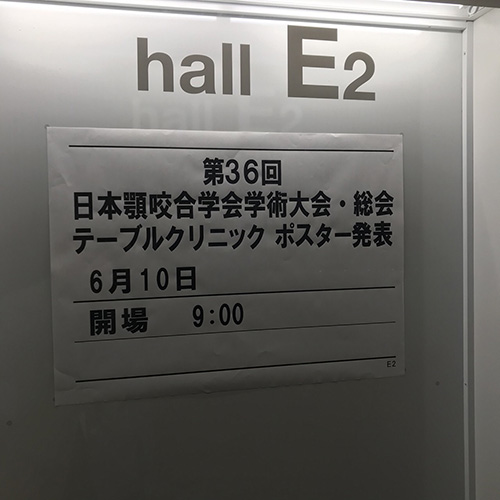 hall E2
第36回
日本顎咬合学会学術大会・総会
テーブルクリニック ポスター発表
6月10日
開場 9:00
E2